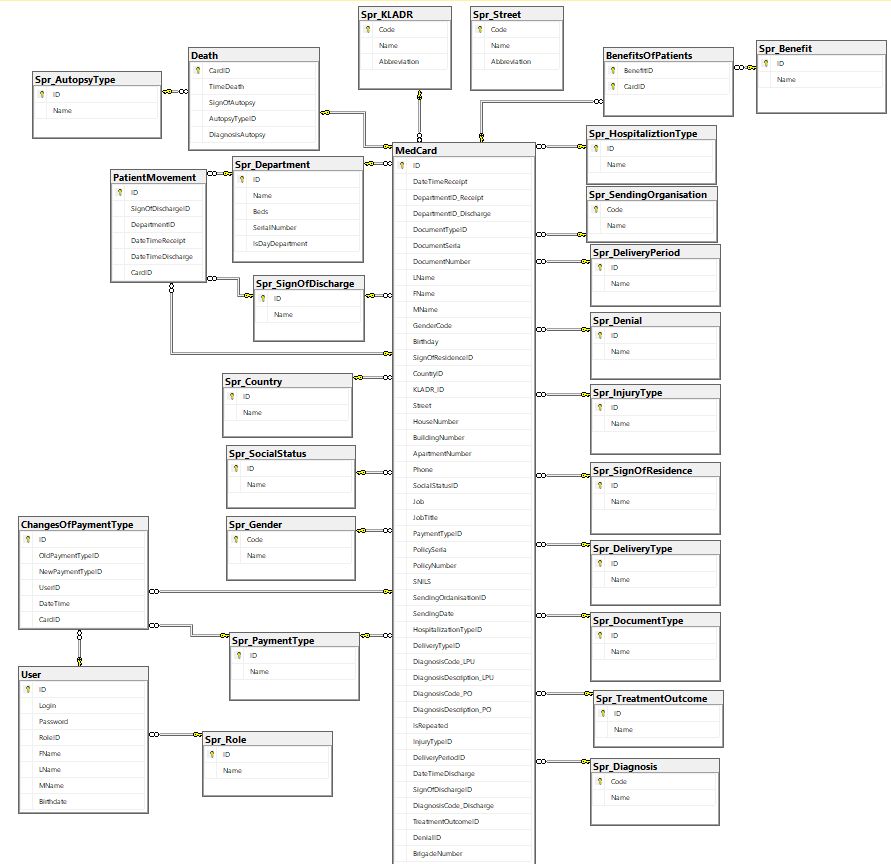 Spr_KLADR
Code
Name
Abbreviation
Spr_Street
Code
Name
Abbreviation
Death
CardID
TimeDeath
SignOfAutopsy
AutopsyTypeID
DiagnosisAutopsy
BenefitsOfPatients
BenefitID
CardID
Spr_Benefit
ID
Name
Spr_AutopsyType
ID
Name
PatientMovement
ID
SignOfDischargeID
DepartmentID
DateTimeReceipt
DateTimeDischarge
CardID
Spr_Department
ID
Name
Beds
SerialNumber
IsDayDepartment
Spr_SignOfDischarge
ID
Name
Spr_Country
ID
Name
Spr_SocialStatus
ID
Name
Spr_Gender
Code
Name
ChangesOfPaymentType
ID
OldPaymentTypeID
NewPaymentTypeID
UserID
DateTime
CardID
Spr_PaymentType
ID
Name
User
ID
Login
Password
RoleID
FName
LName
MName
Birthdate
Spr_Role
ID
Name
MedCard
ID
DateTimeReceipt
DepartmentID_Receipt
DepartmentID_Discharge
DocumentTypeID
DocumentSeria
DocumentNumber
LName
FName
MName
GenderCode
Birthday
SignOfResidenceID
CountryID
KLADR_ID
Street
HouseNumber
BuildingNumber
ApartmentNumber
Phone
SocialStatusID
Job
JobTitle
PaymentTypeID
PolicySeria
PolicyNumber
SNILS
SendingOrdanisationID
SendingDate
HospitalizationTypeID
DeliveryTypeID
DiagnosisCode_LPU
DiagnosisDescription_LPU
DiagnosisCode_PO
DiagnosisDescription_PO
IsRepeated
InjuryTypeID
DeliveryPeriodID
DateTimeDischarge
SignOfDischargeID
DiagnosisCode_Discharge
TreatmentOutcomeID
DenialID
BrigadeNumber
Spr_HospitaliztionType
ID
Name
Spr_SendingOrganisation
Code
Name
Spr_DeliveryPeriod
ID
Name
Spr_Denial
ID
Name
Spr_InjuryType
ID
Name
Spr_SignOfResidence
ID
Name
Spr_DeliveryType
ID
Name
Spr_DocumentType
ID
Name
Spr_TreatmentOutcome
ID
Name
Spr_Diagnosis
Code
Name